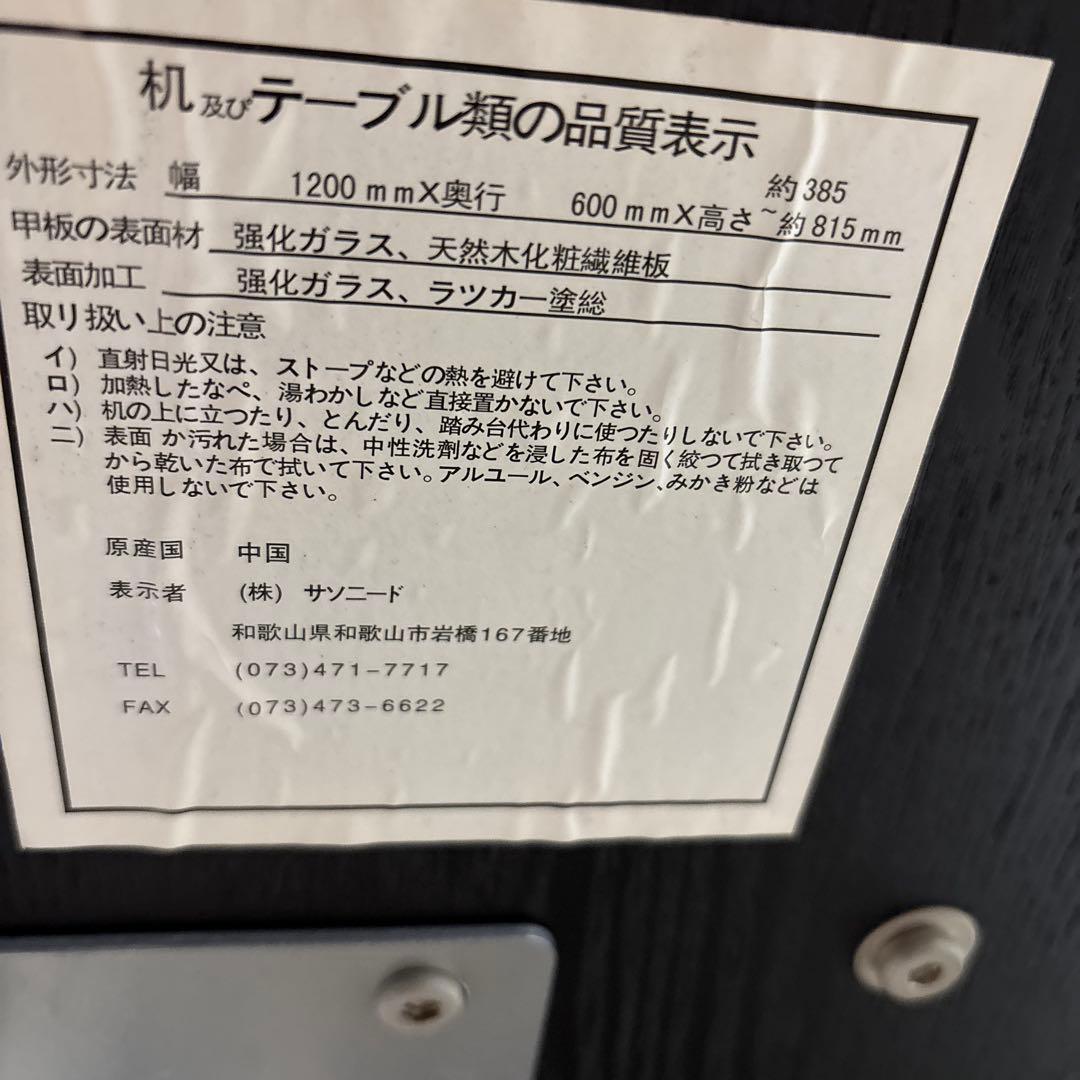 机及びテーブル類の品質表示
外形寸法 幅 1200mmX奥行 600mmX高さ 約385~約815mm
甲板の表面材 强化ガラス、天然木化粧繊維板
表面加工 强化ガラス、ラツカー塗総
取り扱い上の注意
イ) 直射日光又は、ストープなどの熱を避けて下さい。
ロ) 加熱したなペ、湯わかしなど直接置かないで下さい。
ハ) 机の上に立つたり、とんだり、踏み台代わりに使つたりしないで下さい。
ニ) 表面 か汚れた場合は、中性洗劑などを浸した布を固く絞つて拭き取つて
から乾いた布で拭いて下さい。アルユール、ベンジン、みかき粉などは
使用しないで下さい。
原産国 中国
表示者 (株) サソニード
和歌山県和歌山市岩橋167番地
TEL (073)471-7717
FAX (073)473-6622